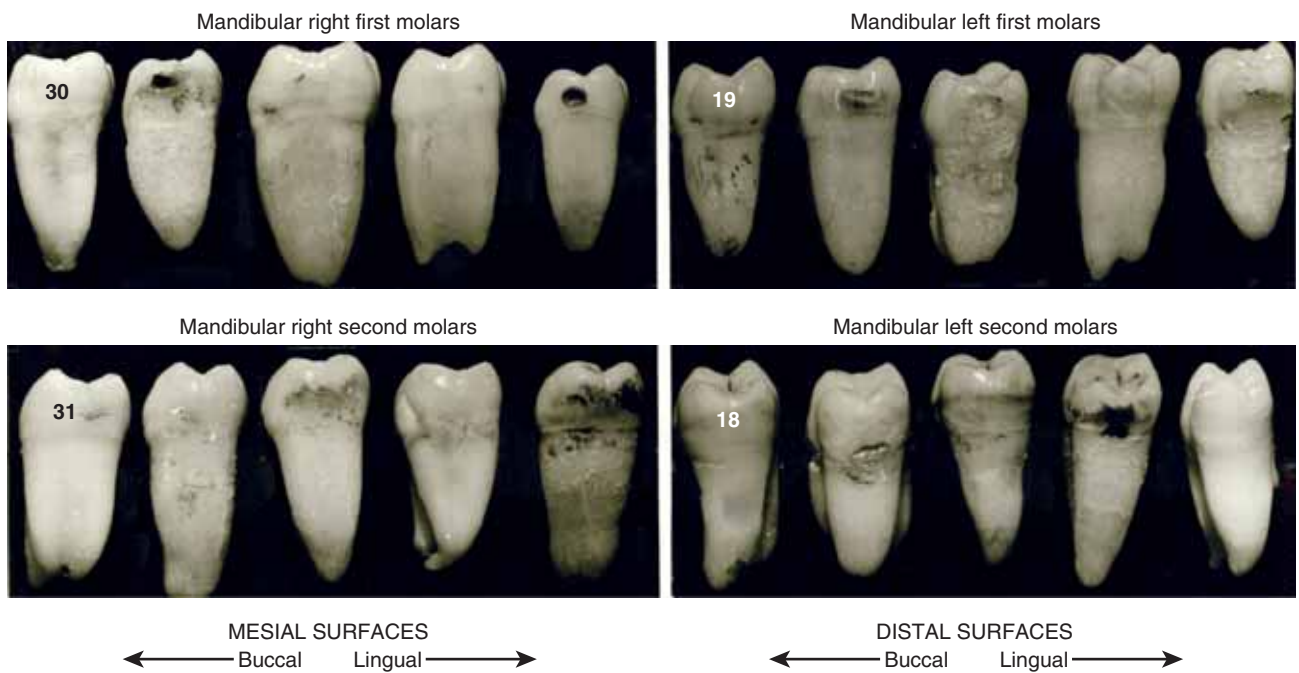 Mandibular right first molars
Mandibular left first molars
30
19
Mandibular right second molars
Mandibular left second molars
31
18
MESIAL SURFACES
DISTAL SURFACES
Buccal Lingual
Buccal Lingual